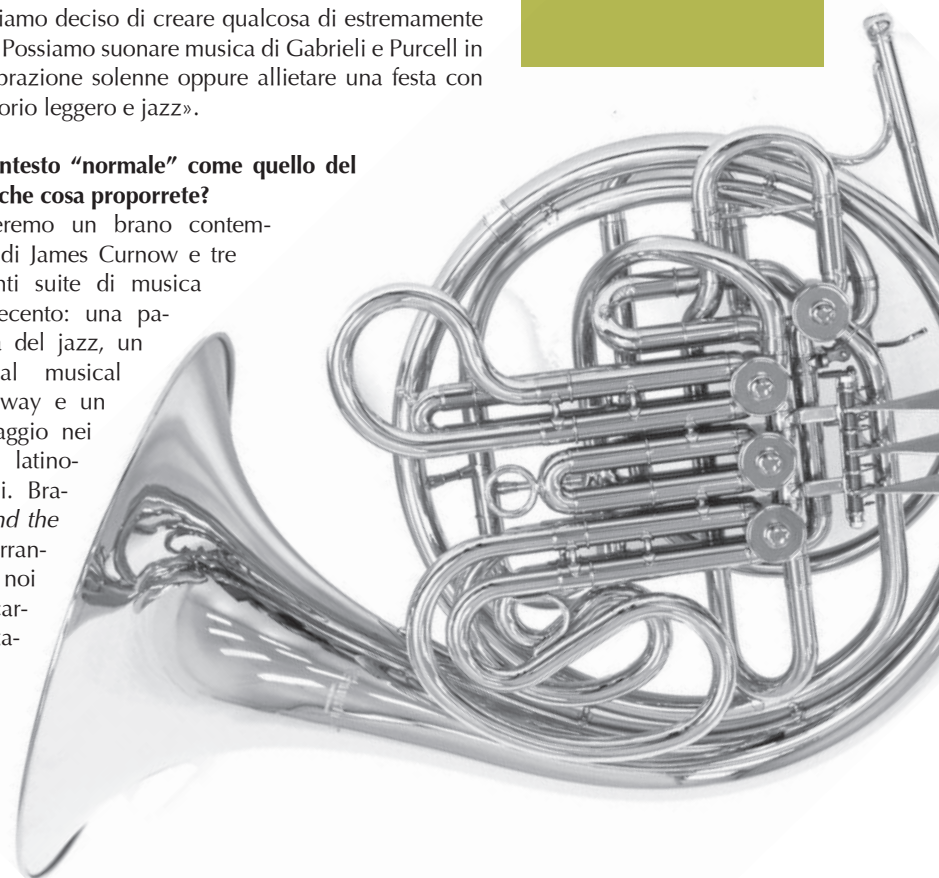 iamo deciso di creare qualcosa di estremamente
Possiamo suonare musica di Gabrieli e Purcell in
brazione solenne oppure allietare una festa con
orio leggero e jazz».
ntesto “normale” come quello del
che cosa proporrete?
eremo un brano contem-
di James Curnow e tre
nti suite di musica
ecento: una pa-
del jazz, un
al musical
way e un
aggio nei
latino-
i. Bra-
nd the
rran-
noi
car-
ta-